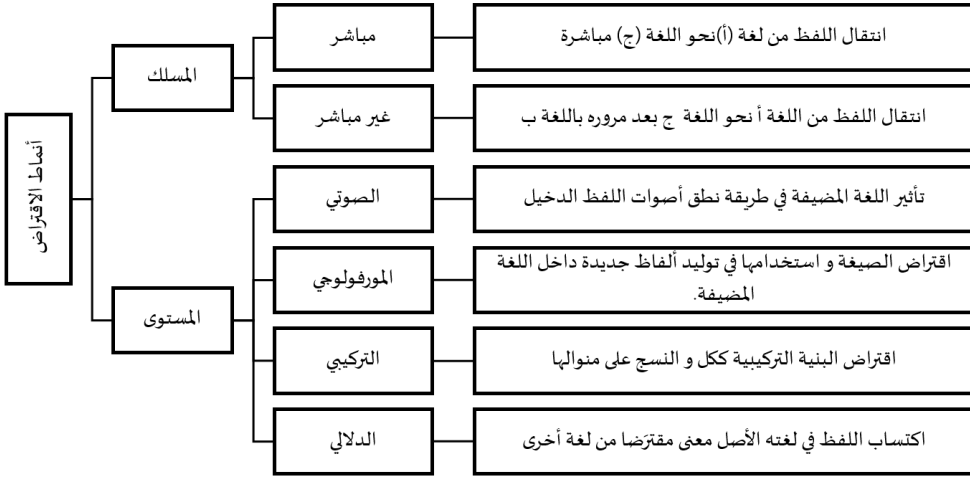 أنماط الاقتراض
المسلك
مباشر
انتقال اللفظ من لغة (أ)نحو اللغة (ج) مباشرة
غير مباشر
انتقال اللفظ من اللغة أ نحو اللغة ج بعد مروره باللغة ب
المستوى
الصوتي
تأثير اللغة المضيفة في طريقة نطق أصوات اللفظ الدخيل
المورفولوجي
اقتراض الصيغة و استخدامها في توليد ألفاظ جديدة داخل اللغة
المضيفة.
التركيبي
اقتراض البنية التركيبية ككل و النسج على منوالها
الدلالي
اكتساب اللفظ في لغته الأصل معنى مقترَضا من لغة أخرى